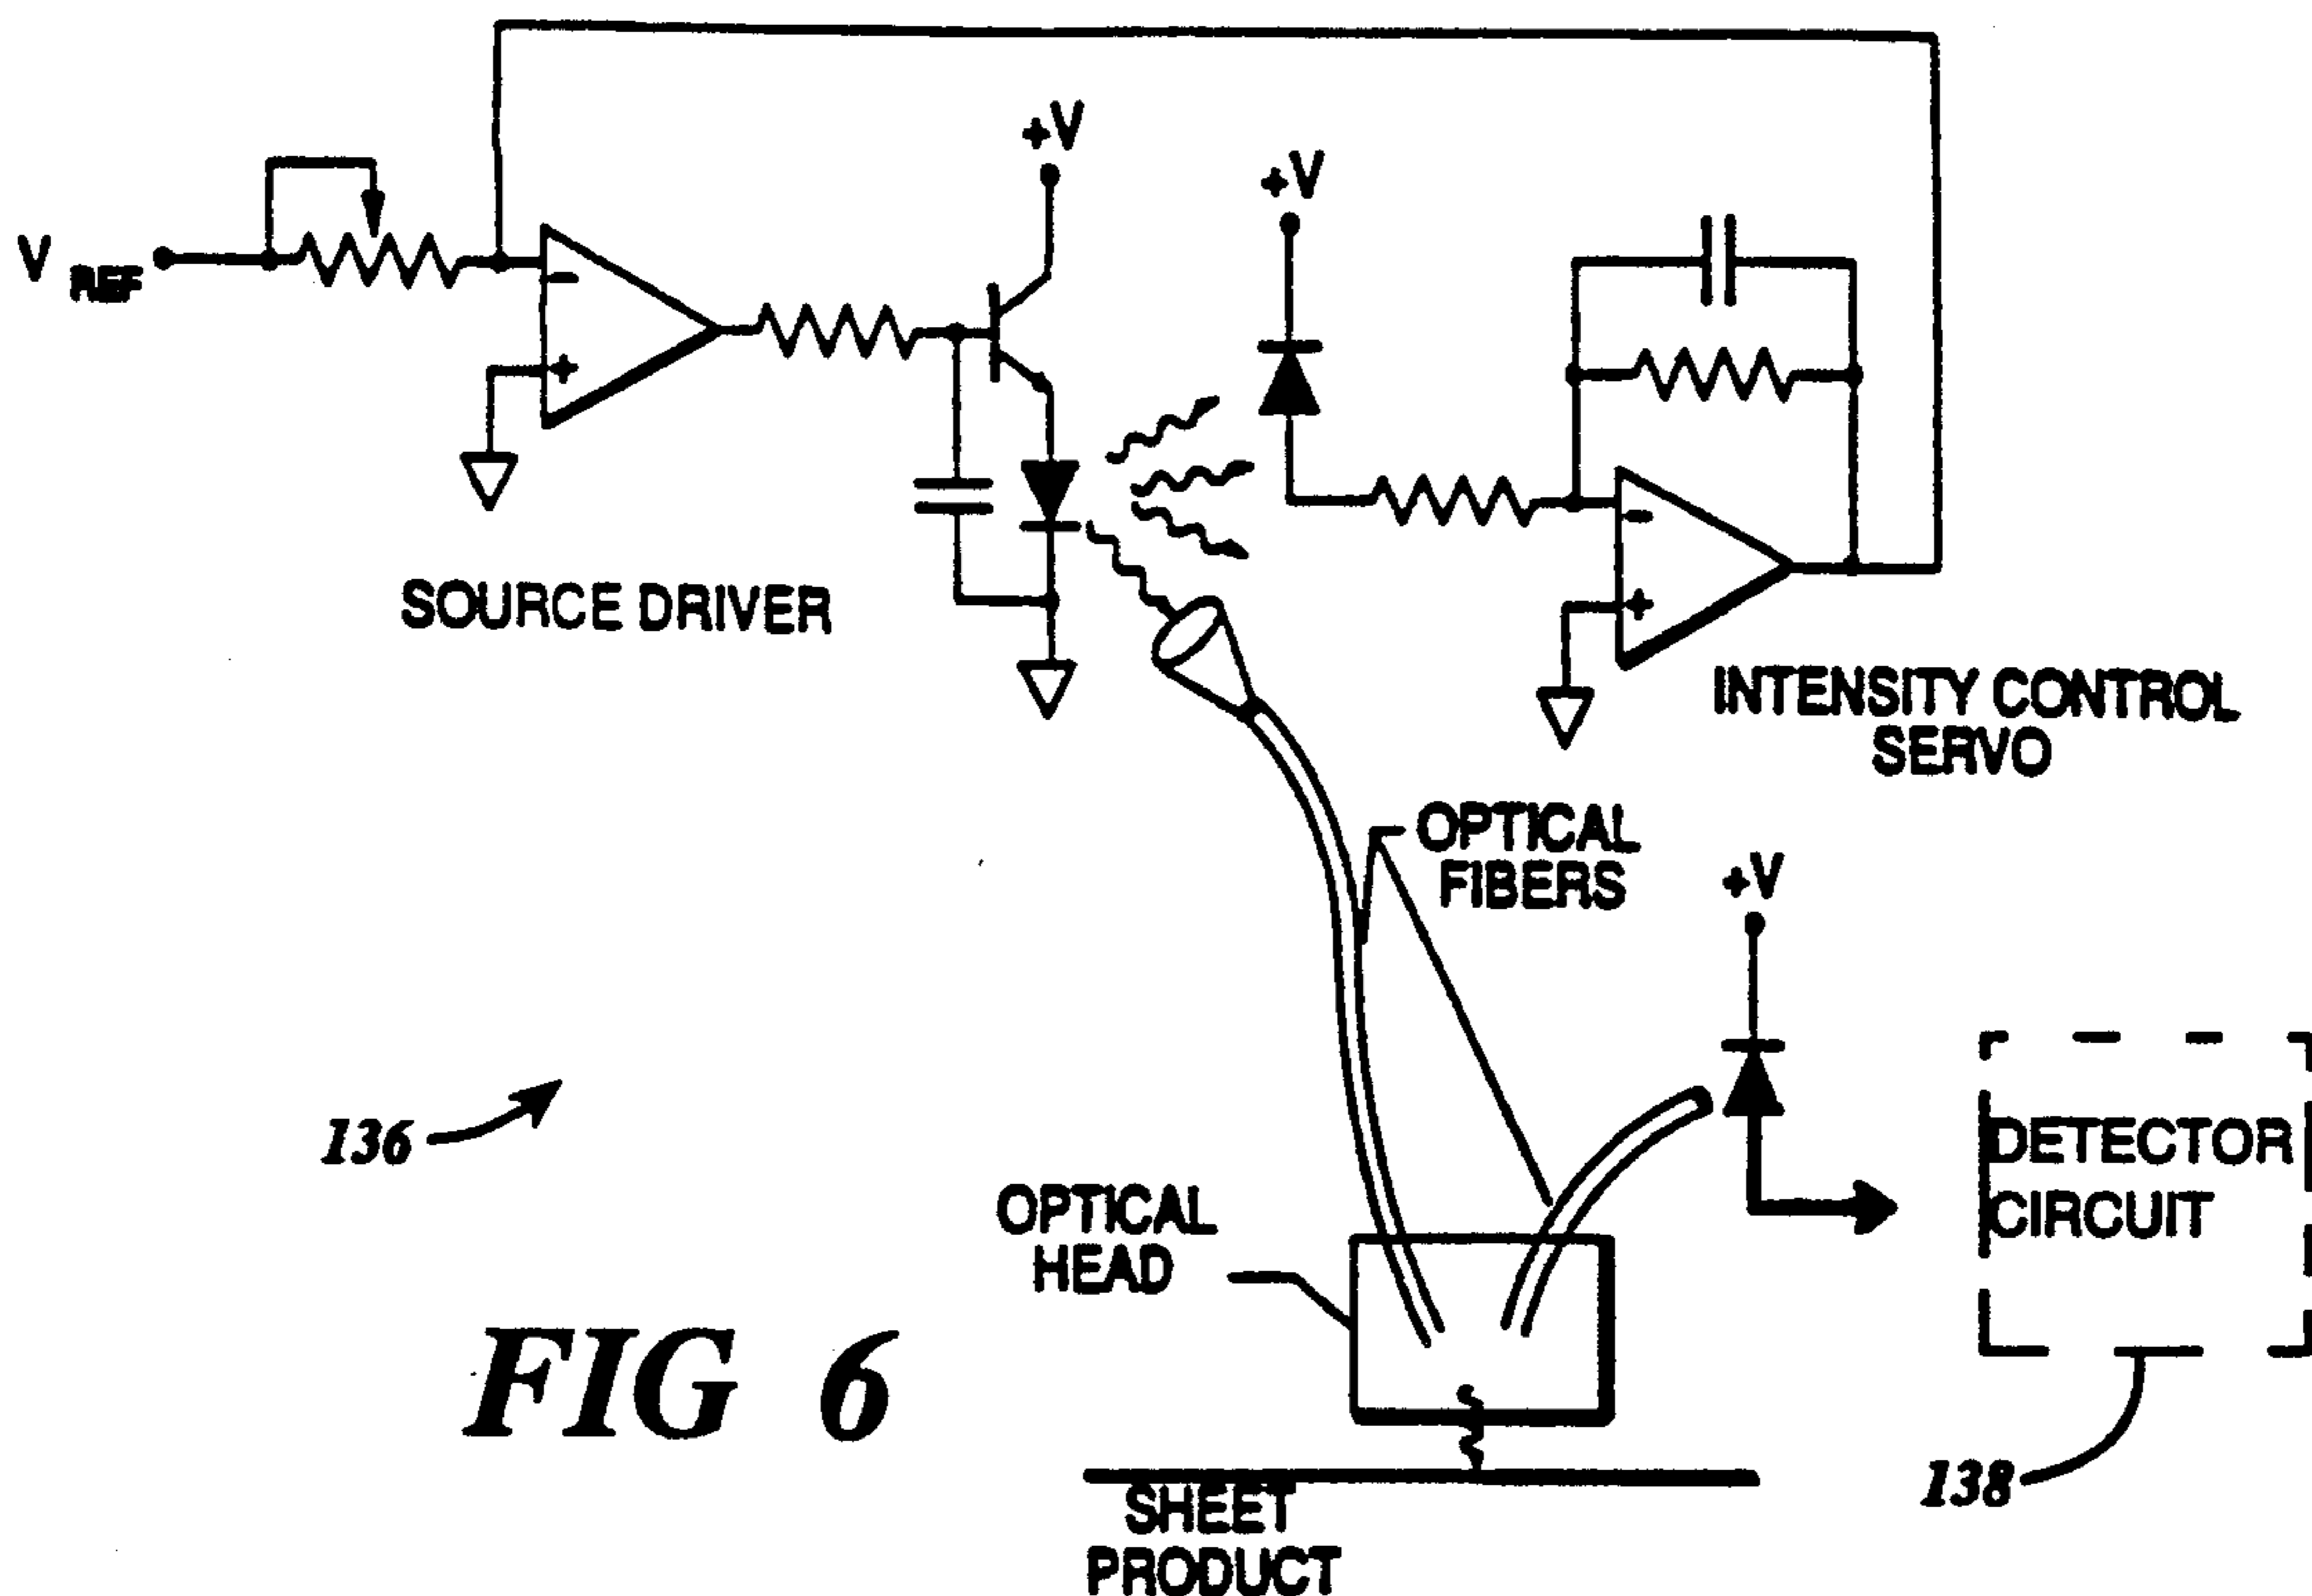 +V
+V
V REF
-
+
SOURCE DRIVER
-
+
INTENSITY CONTROL
SERVO
OPTICAL
FIBERS
+V
136
DETECTOR
CIRCUIT
OPTICAL
HEAD
FIG 6
138
SHEET
PRODUCT